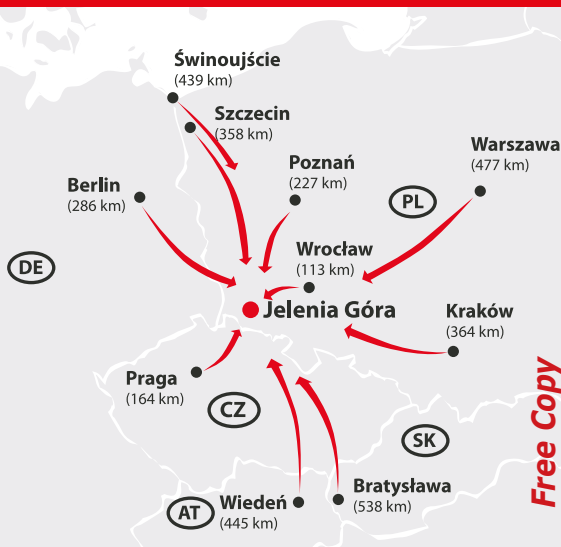 Świnoujście
(439 km)
Szczecin
(358 km)
Warszawa
(477 km)
Poznań
(227 km)
Berlin
(286 km)
PL
Wrocław
(113 km)
DE
Jelenia Góra
Kraków
(364 km)
Praga
(164 km)
CZ
SK
Free Copy
Bratysława
(538 km)
AT
Wiedeń
(445 km)